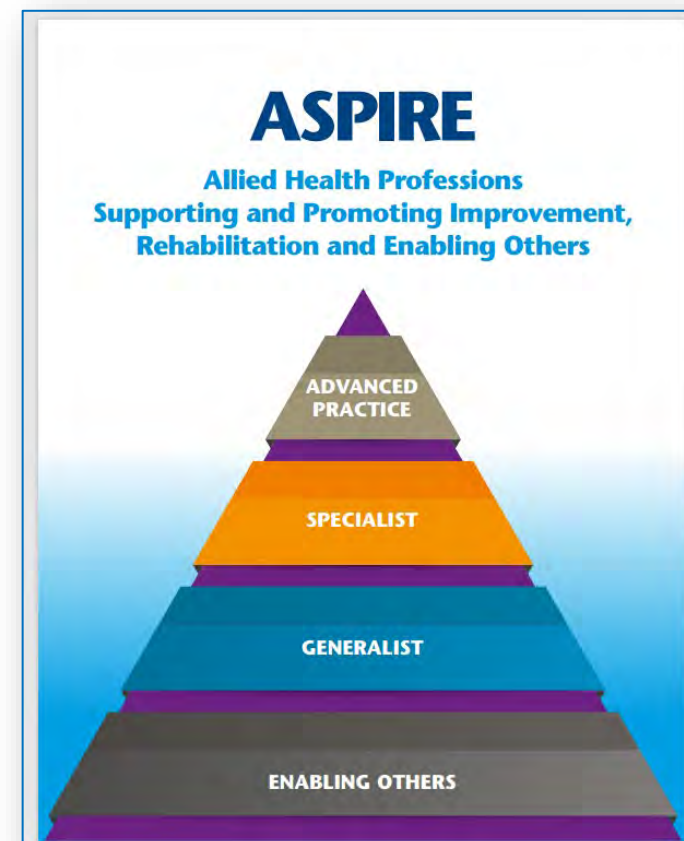 ASPIRE
Allied Health Professions
Supporting and Promoting Improvement,
Rehabilitation and Enabling Others
ADVANCED
PRACTICE
SPECIALIST
GENERALIST
ENABLING OTHERS